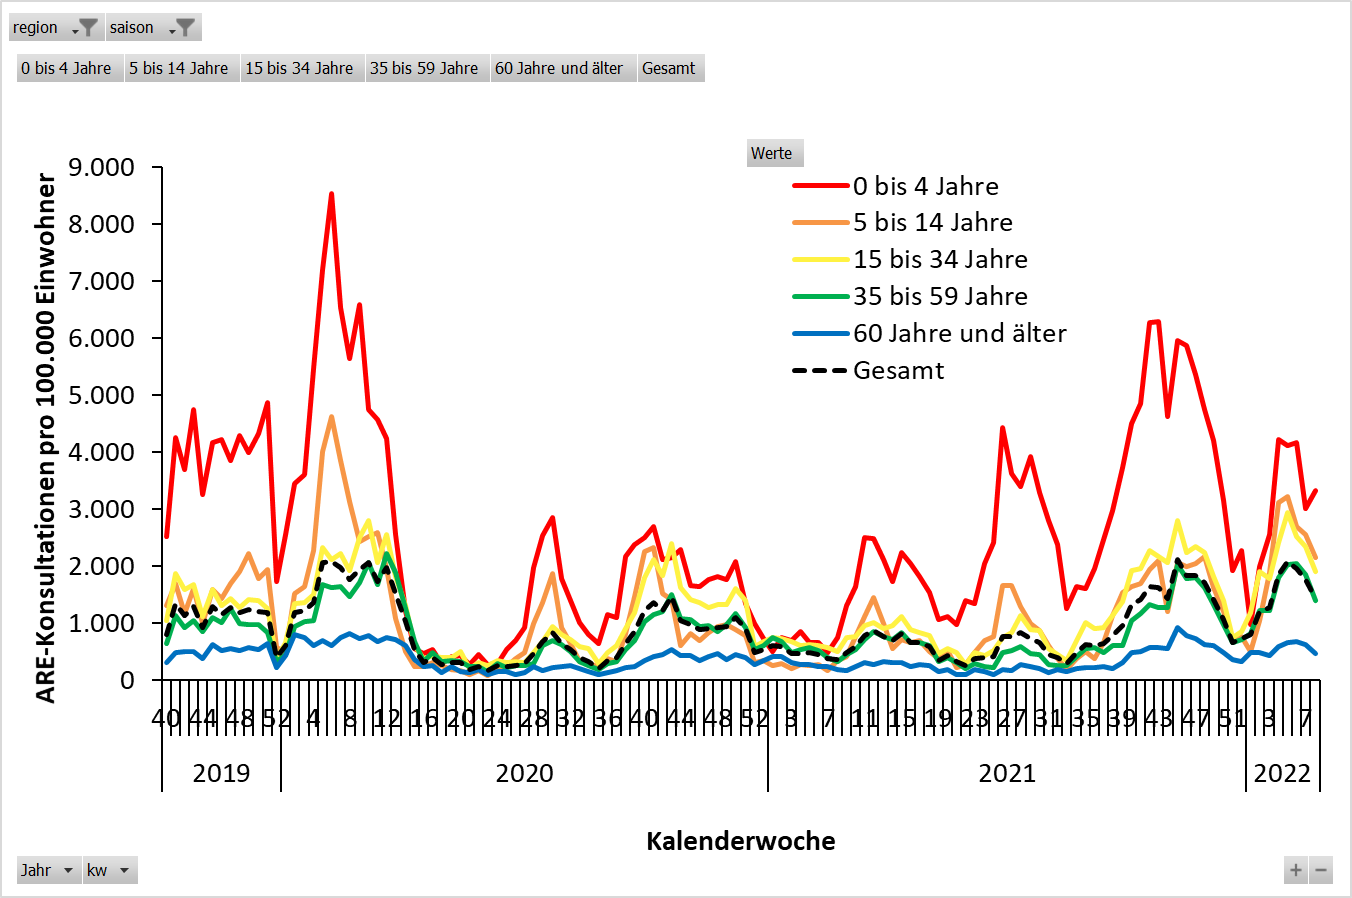 region saison
0 bis 4 Jahre 5 bis 14 Jahre 15 bis 34 Jahre 35 bis 59 Jahre 60 Jahre und älter Gesamt
Werte
0 bis 4 Jahre
5 bis 14 Jahre
15 bis 34 Jahre
35 bis 59 Jahre
60 Jahre und älter
Gesamt
ARE-Konsultationen pro 100.000 Einwohner
9.000
8.000
7.000
6.000
5.000
4.000
3.000
2.000
1.000
0
40 44 48 52 4 8 12 16 20 24 28 32 36 40 44 48 52 3 7 11 15 19 23 27 31 35 39 43 47 51 3 7
2019 2020 2021 2022
Kalenderwoche
Jahr kw + −